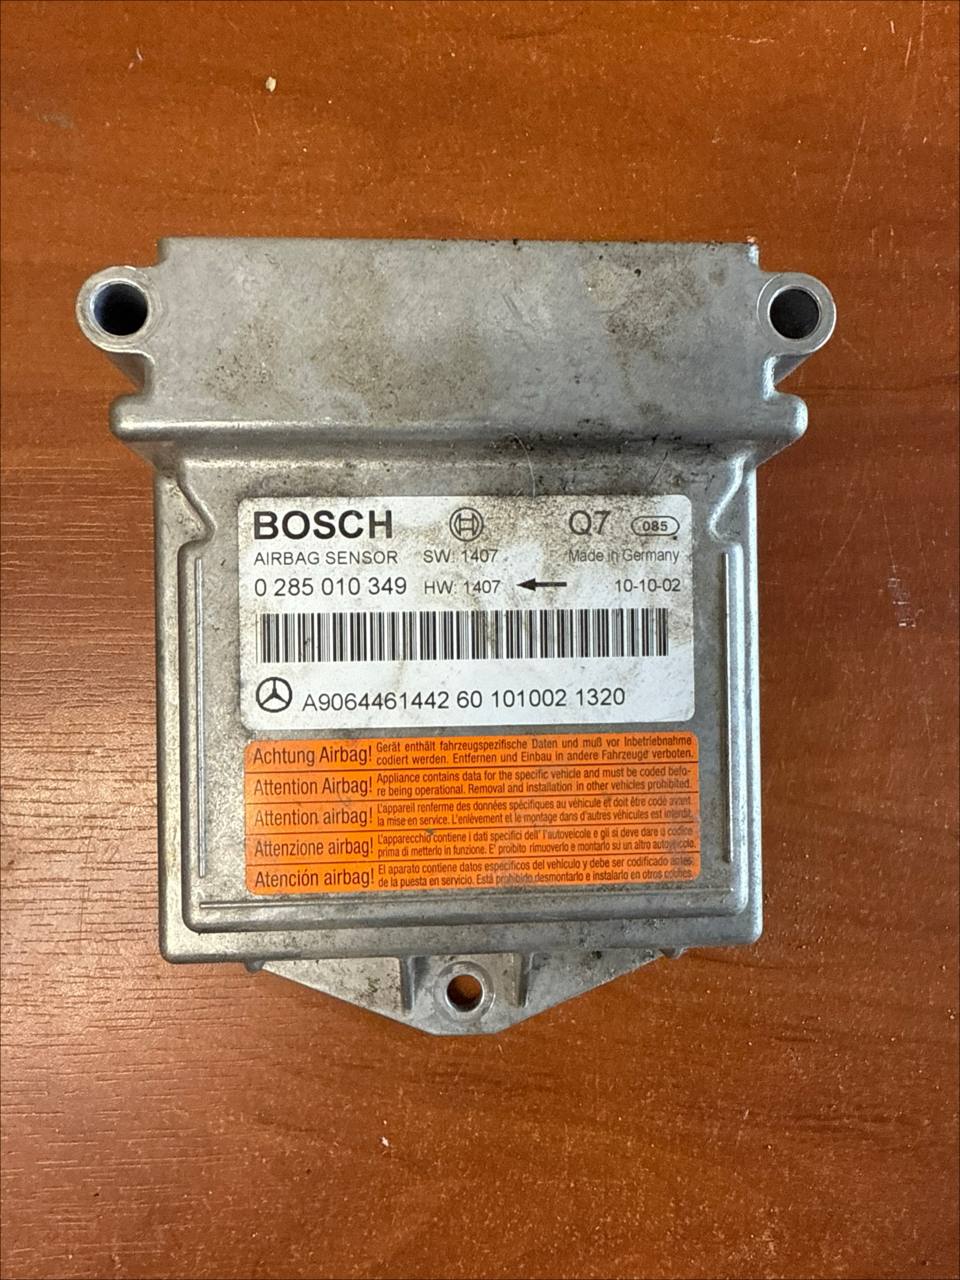 BOSCH Q7 085
AIRBAG SENSOR SW: 1407 Made in Germany
0 285 010 349 HW: 1407 10-10-02
A9064461442 60 101002 1320
Achtung Airbag! Gerät enthält fahrzeugspezifische Daten und muß vor Inbetriebnahme
codiert werden. Entfernen und Einbau in andere Fahrzeuge verboten.
Attention Airbag! Appliance contains data for the specific vehicle and must be coded befo-
re being operational. Removal and installation in other vehicles prohibited.
Attention airbag! L'appareil renferme des données spécifiques au véhicule et doit être codé avant
la mise en service. L'enlèvement et le montage dans d'autres véhicules est interdit.
Attenzione airbag! L'apparecchio contiene i dati specifici dell' l'autoveicolo e gli si deve dare a codice
prima di metterlo in funzione. E' proibito rimuoverlo e montarlo su un altro autoveicolo.
Atención airbag! El aparato contiene datos específicos del vehículo y debe ser codificado antes
de la puesta en servicio. Está prohibido desmontarlo e instalarlo en otros coches.